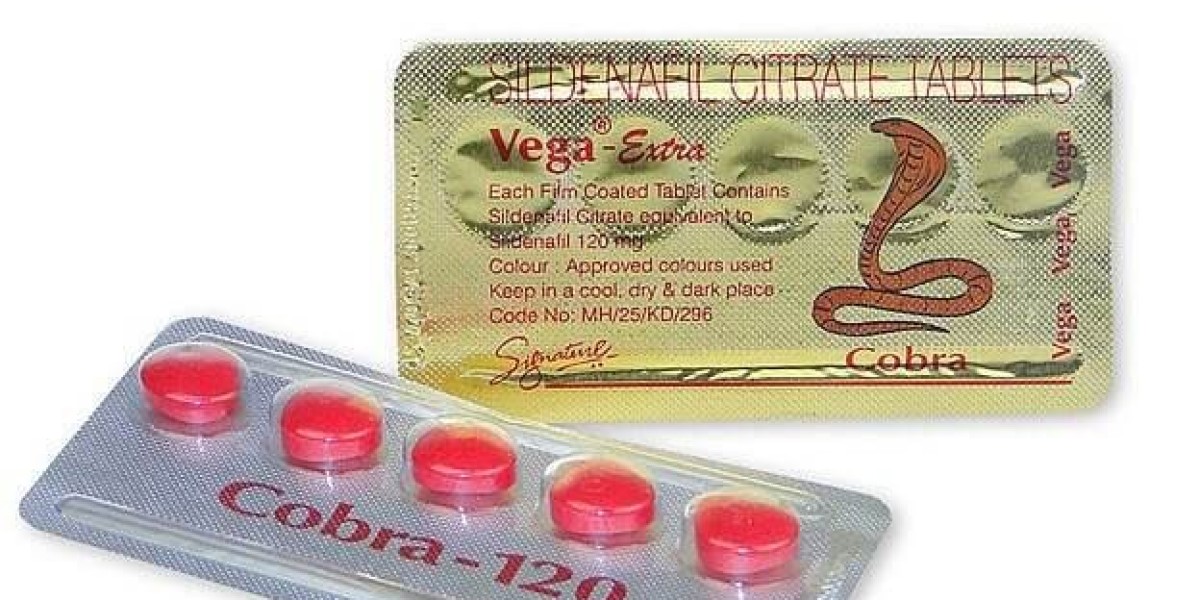 SILDENAFIL CITRATE TABLETS
Vega®-Extra
Each Film Coated Tablet Contains
Sildenafil Citrate equivalent to
Sildenafil 120 mg
Colour : Approved colours used
Keep in a cool, dry & dark place
Code No: MH/25/KD/296
Signature
Cobra
Vega Vega Vega
Cobra-120